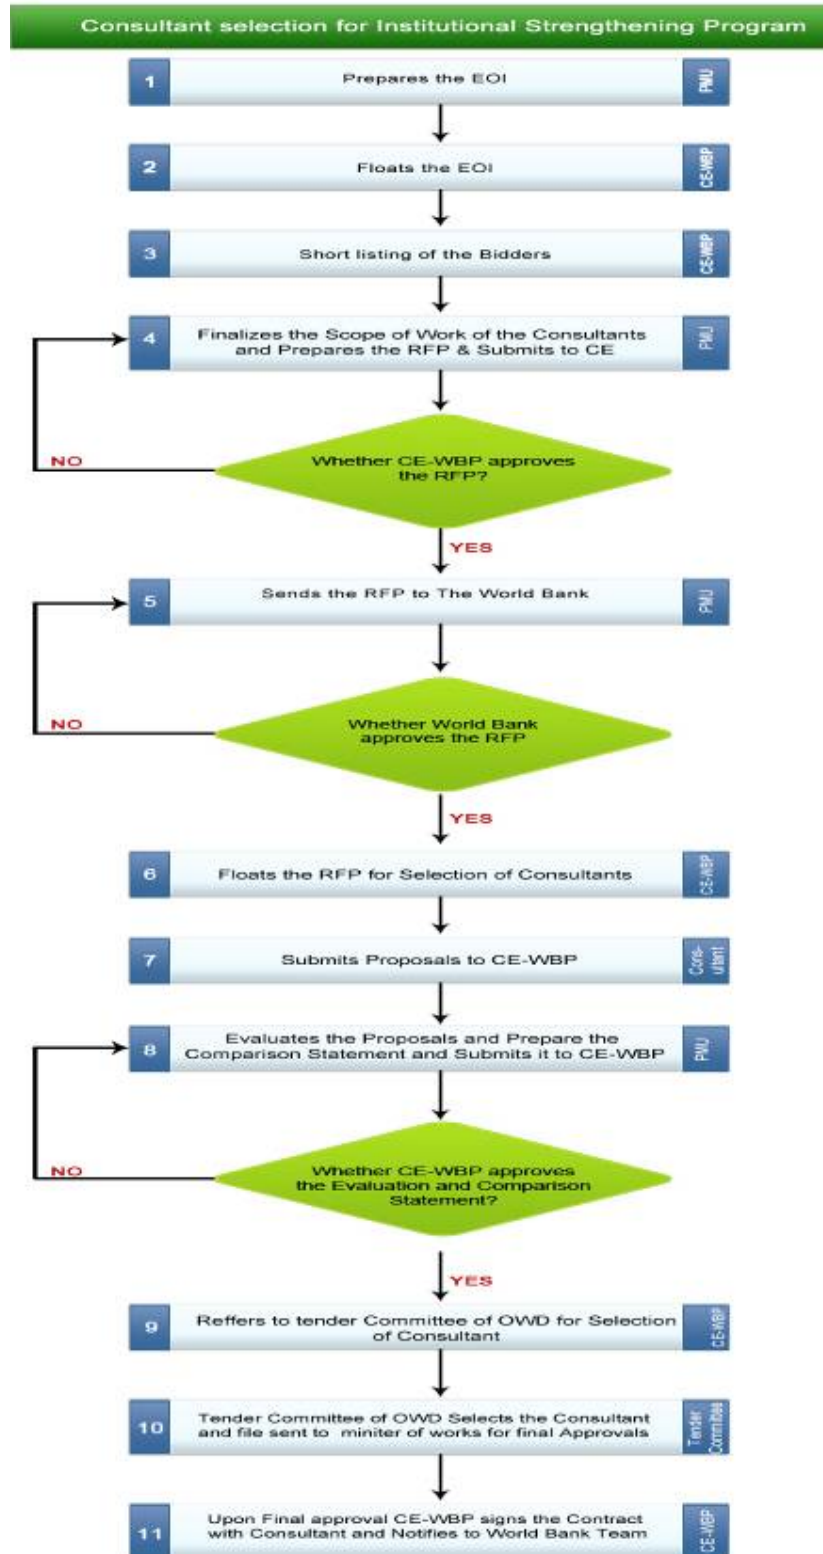 Consultant selection for Institutional Strengthening Program
1
Prepares the EOI
PMU
2
Floats the EOI
CE-WBP
3
Short listing of the Bidders
CE-WBP
4
Finalizes the Scope of Work of the Consultants
and Prepares the RFP & Submits to CE
PMU
Whether CE-WBP approves
the RFP?
NO
YES
5
Sends the RFP to The World Bank
PMU
Whether World Bank
approves the RFP
NO
YES
6
Floats the RFP for Selection of Consultants
CE-WBP
7
Submits Proposals to CE-WBP
Cons-
ultant
8
Evaluates the Proposals and Prepare the
Comparison Statement and Submits it to CE-WBP
PMU
Whether CE-WBP approves
the Evaluation and Comparison
Statement?
NO
YES
9
Reffers to tender Committee of OWD for Selection
of Consultant
CE-WBP
10
Tender Committee of OWD Selects the Consultant
and file sent to miniter of works for final Approvals
Tender
Committee
11
Upon Final approval CE-WBP signs the Contract
with Consultant and Notifies to World Bank Team
CE-WBP